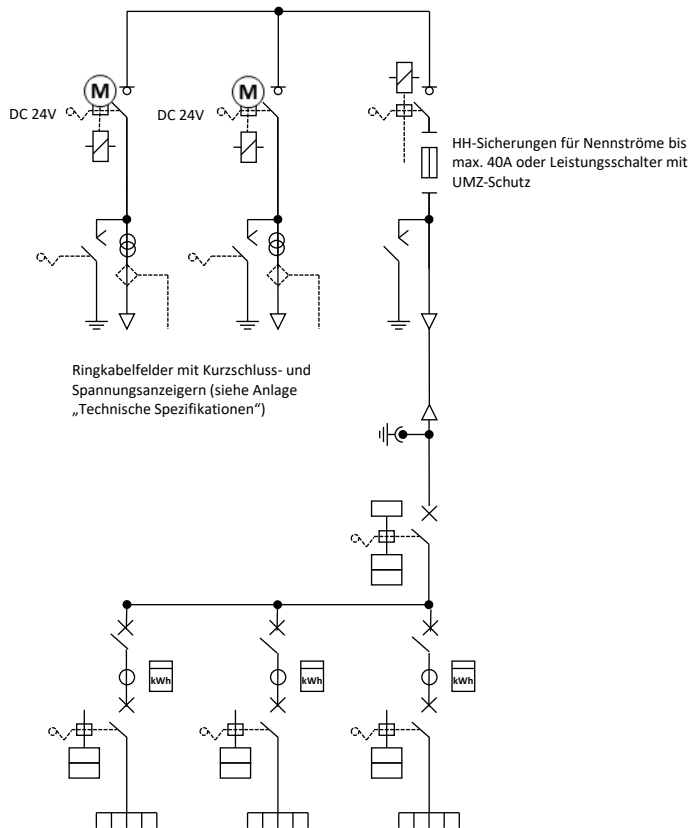 M
M
DC 24V
DC 24V
HH-Sicherungen für Nennströme bis
max. 40A oder Leistungsschalter mit
UMZ-Schutz
Ringkabelfelder mit Kurzschluss- und
Spannungsanzeigern (siehe Anlage
„Technische Spezifikationen“)
kWh
kWh
kWh